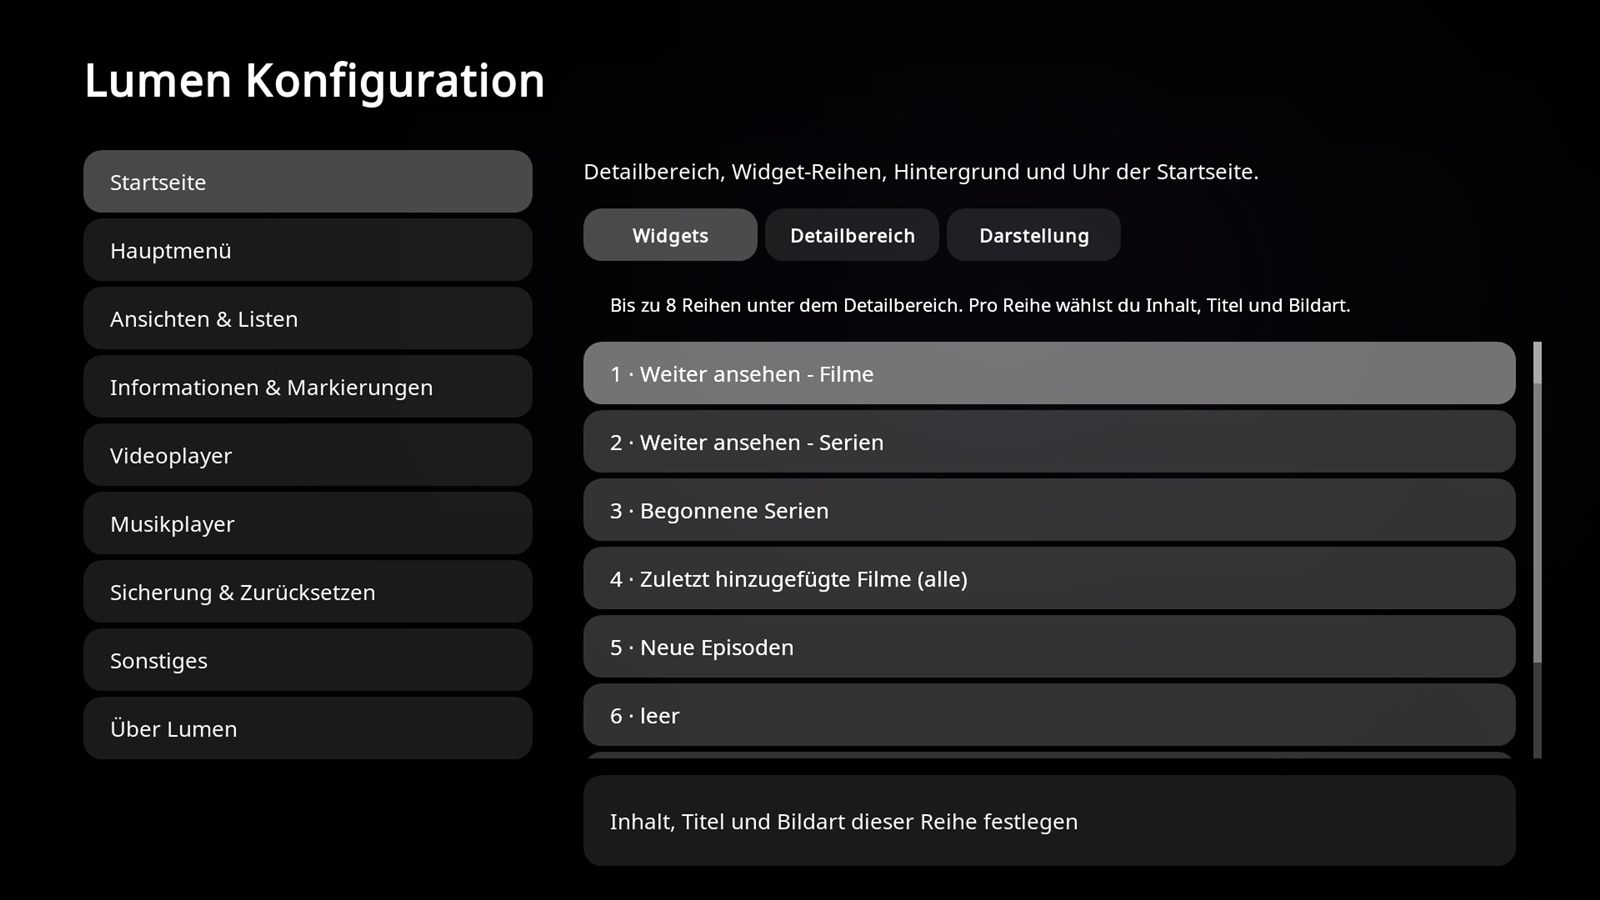 Lumen Konfiguration
Startseite
Hauptmenü
Ansichten & Listen
Informationen & Markierungen
Videoplayer
Musikplayer
Sicherung & Zurücksetzen
Sonstiges
Über Lumen
Detailbereich, Widget-Reihen, Hintergrund und Uhr der Startseite.
Widgets
Detailbereich
Darstellung
Bis zu 8 Reihen unter dem Detailbereich. Pro Reihe wählst du Inhalt, Titel und Bildart.
1 · Weiter ansehen - Filme
2 · Weiter ansehen - Serien
3 · Begonnene Serien
4 · Zuletzt hinzugefügte Filme (alle)
5 · Neue Episoden
6 · leer
Inhalt, Titel und Bildart dieser Reihe festlegen